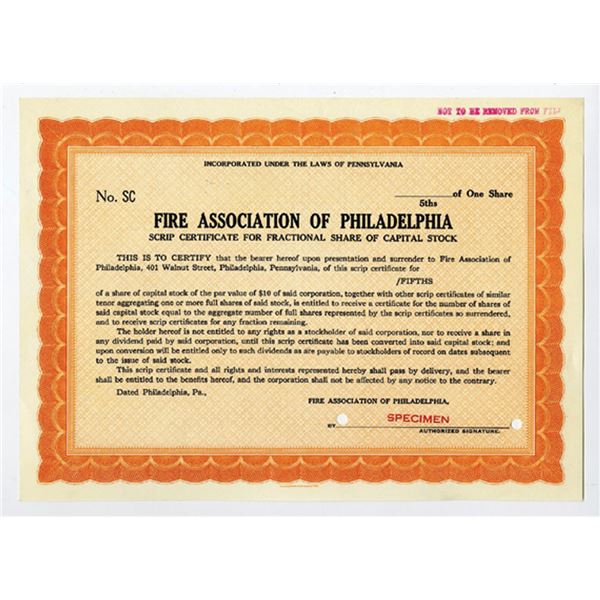 NOT TO BE REMOVED FROM FILE
INCORPORATED UNDER THE LAWS OF PENNSYLVANIA
No. SC
of One Share
5ths
FIRE ASSOCIATION OF PHILADELPHIA
SCRIP CERTIFICATE FOR FRACTIONAL SHARE OF CAPITAL STOCK
THIS IS TO CERTIFY that the bearer hereof upon presentation and surrender to Fire Association of
Philadelphia, 401 Walnut Street, Philadelphia, Pennsylvania, of this scrip certificate for
/FIFTHS
of a share of capital stock of the par value of $10 of said corporation, together with other scrip certificates of similar
tenor aggregating one or more full shares of said stock, is entitled to receive a certificate for the number of shares of
said capital stock equal to the aggregate number of full shares represented by the scrip certificates so surrendered,
and to receive scrip certificates for any fraction remaining.
The holder hereof is not entitled to any rights as a stockholder of said corporation, nor to receive a share in
any dividend paid by said corporation, until this scrip certificate has been converted into said capital stock; and
upon conversion will be entitled only to such dividends as are payable to stockholders of record on dates subsequent
to the issue of said stock.
This scrip certificate and all rights and interests represented hereby shall pass by delivery, and the bearer
shall be entitled to the benefits hereof, and the corporation shall not be affected by any notice to the contrary.
Dated Philadelphia, Pa.,
FIRE ASSOCIATION OF PHILADELPHIA,
SPECIMEN
BY
AUTHORIZED SIGNATURE.